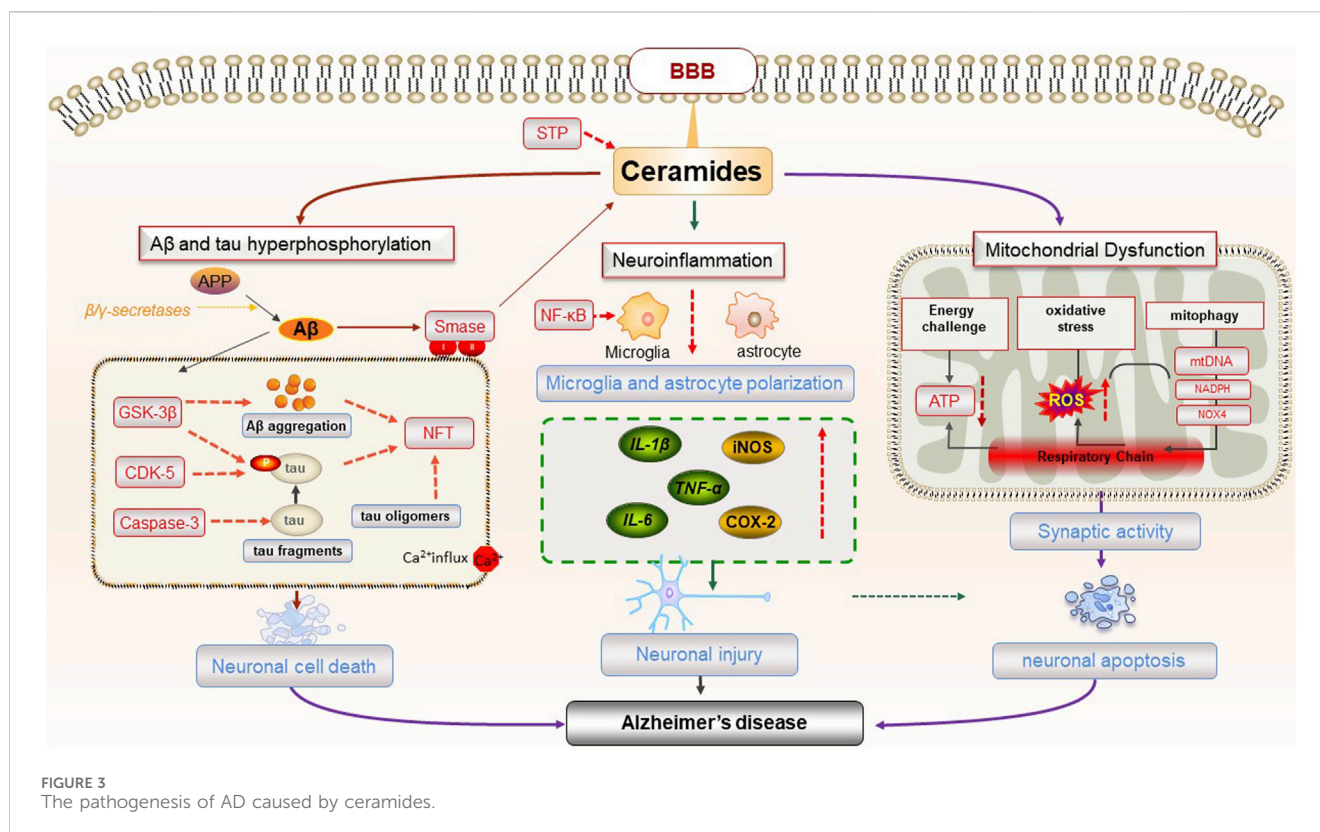 BBB
STP
Ceramides
Aβ and tau hyperphosphorylation
APP
β/γ-secretases
Aβ
Smase
I II
GSK-3β
Aβ aggregation
NFT
CDK-5
P
tau
Caspase-3
tau
tau oligomers
tau fragments
Ca²⁺influx
Ca²⁺
Neuronal cell death
Neuroinflammation
NF-κB
Microglia
astrocyte
Microglia and astrocyte polarization
IL-1β
iNOS
TNF-α
IL-6
COX-2
Neuronal injury
Mitochondrial Dysfunction
Energy
challenge
oxidative
stress
mitophagy
mtDNA
NADPH
NOX4
ATP
ROS
Respiratory Chain
Synaptic activity
neuronal apoptosis
Alzheimer's disease
FIGURE 3
The pathogenesis of AD caused by ceramides.